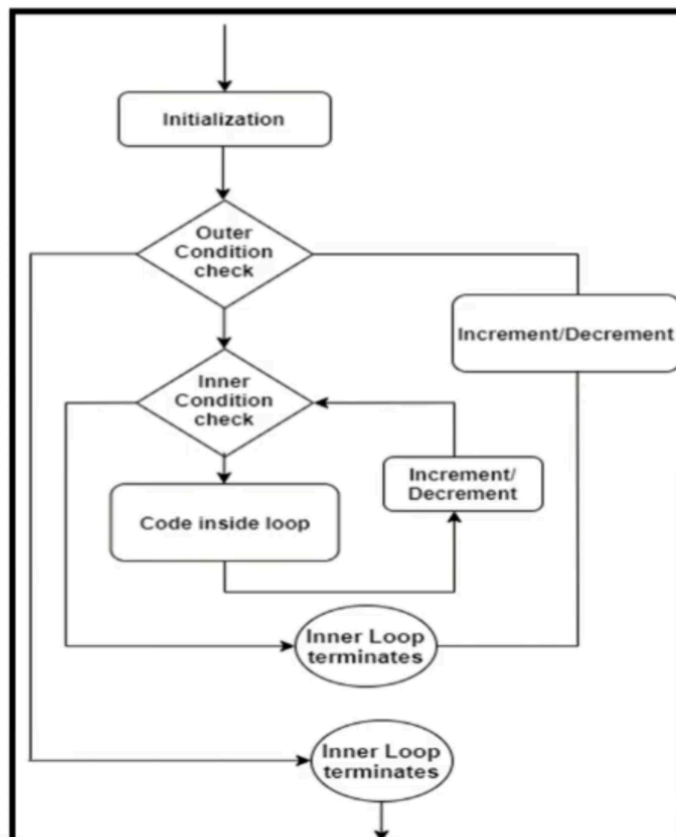 Initialization
Outer
Condition
check
Increment/Decrement
Inner
Condition
check
Increment/
Decrement
Code inside loop
Inner Loop
terminates
Inner Loop
terminates